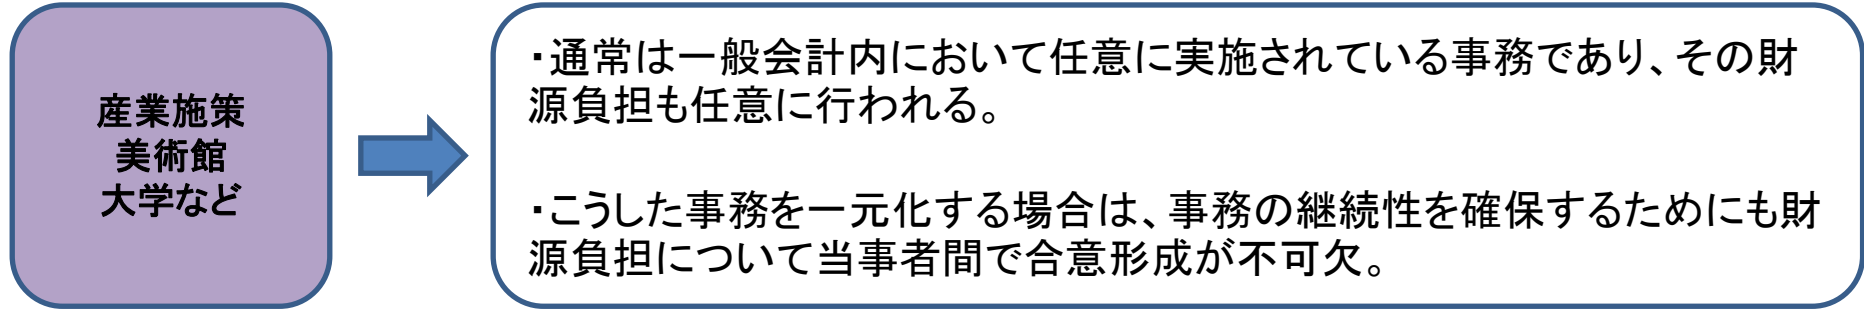 産業施策
美術館
大学など
・通常は一般会計内において任意に実施されている事務であり、その財
源負担も任意に行われる。
・こうした事務を一元化する場合は、事務の継続性を確保するためにも財
源負担について当事者間で合意形成が不可欠。